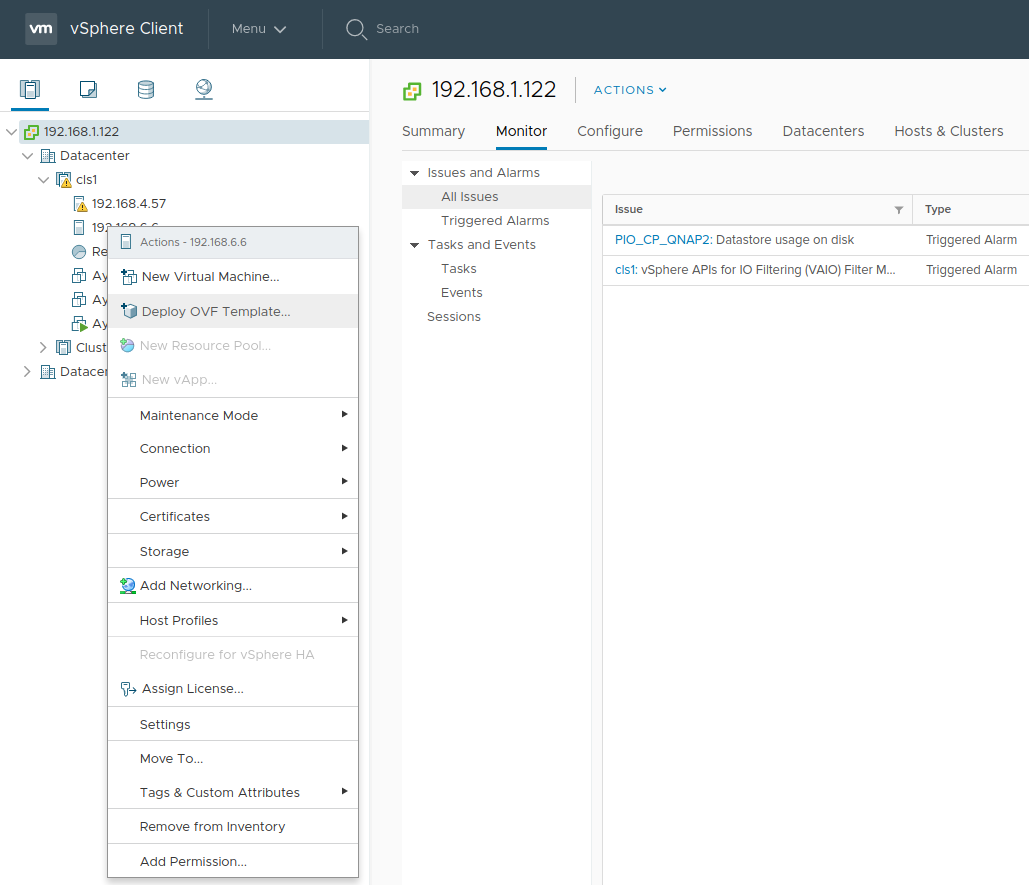 vm vSphere Client Menu Search
192.168.1.122
Datacenter
cls1
192.168.4.57
Re
Ay
Ay
Ay
Clust
Datacen
Actions - 192.168.6.6
New Virtual Machine...
Deploy OVF Template...
New Resource Pool...
New vApp...
Maintenance Mode
Connection
Power
Certificates
Storage
Add Networking...
Host Profiles
Reconfigure for vSphere HA
Assign License...
Settings
Move To...
Tags & Custom Attributes
Remove from Inventory
Add Permission...
192.168.1.122 ACTIONS
Summary Monitor Configure Permissions Datacenters Hosts & Clusters
Issues and Alarms
All Issues
Triggered Alarms
Tasks and Events
Tasks
Events
Sessions
Issue Type
PIO_CP_QNAP2: Datastore usage on disk Triggered Alarm
cls1: vSphere APIs for IO Filtering (VAIO) Filter M... Triggered Alarm